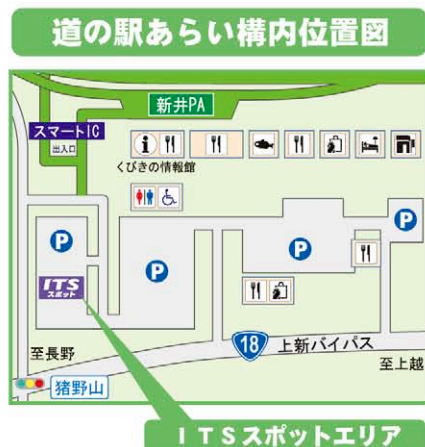 道の駅あらい構内位置図
新井PA
スマートIC
出入口
くびきの情報館
P
P
P
P
ITS
スポット
至長野
18
上新バイパス
至上越
猪野山
ITSスポットエリア